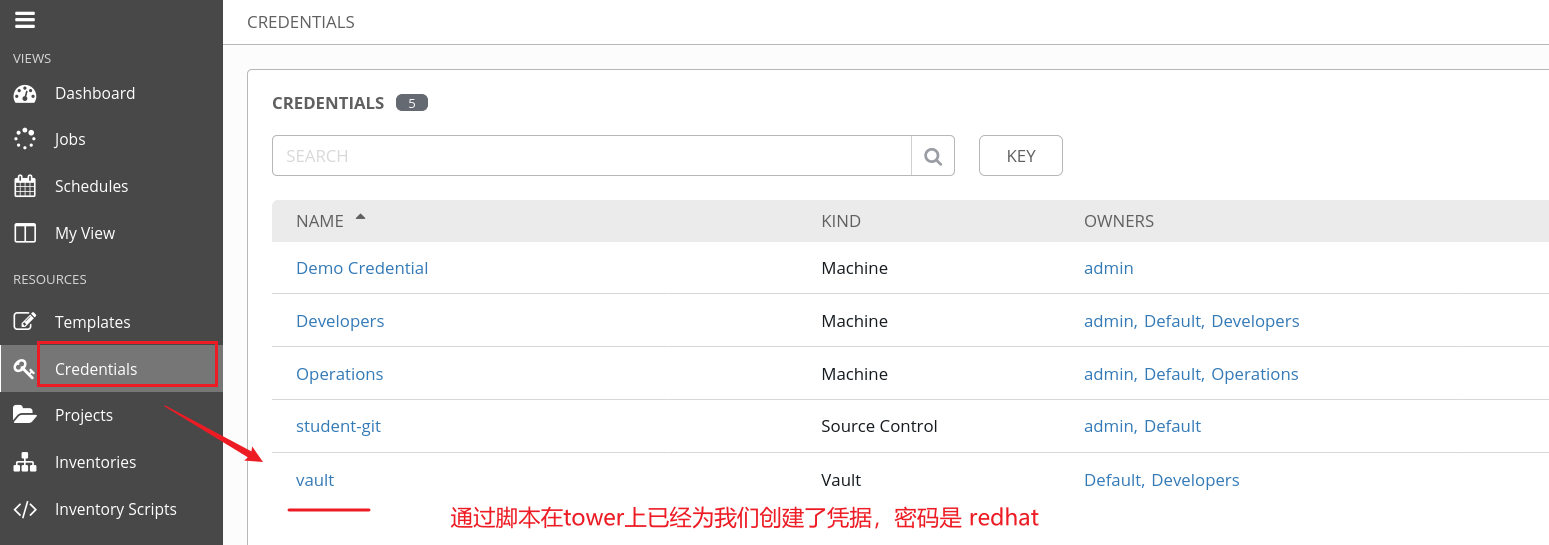 CREDENTIALS
VIEWS
Dashboard
Jobs
Schedules
My View
RESOURCES
Templates
Credentials
Projects
Inventories
Inventory Scripts
CREDENTIALS 5
SEARCH
KEY
NAME KIND OWNERS
Demo Credential Machine admin
Developers Machine admin, Default, Developers
Operations Machine admin, Default, Operations
student-git Source Control admin, Default
vault Vault Default, Developers
通过脚本在tower上已经为我们创建了凭据，密码是 redhat